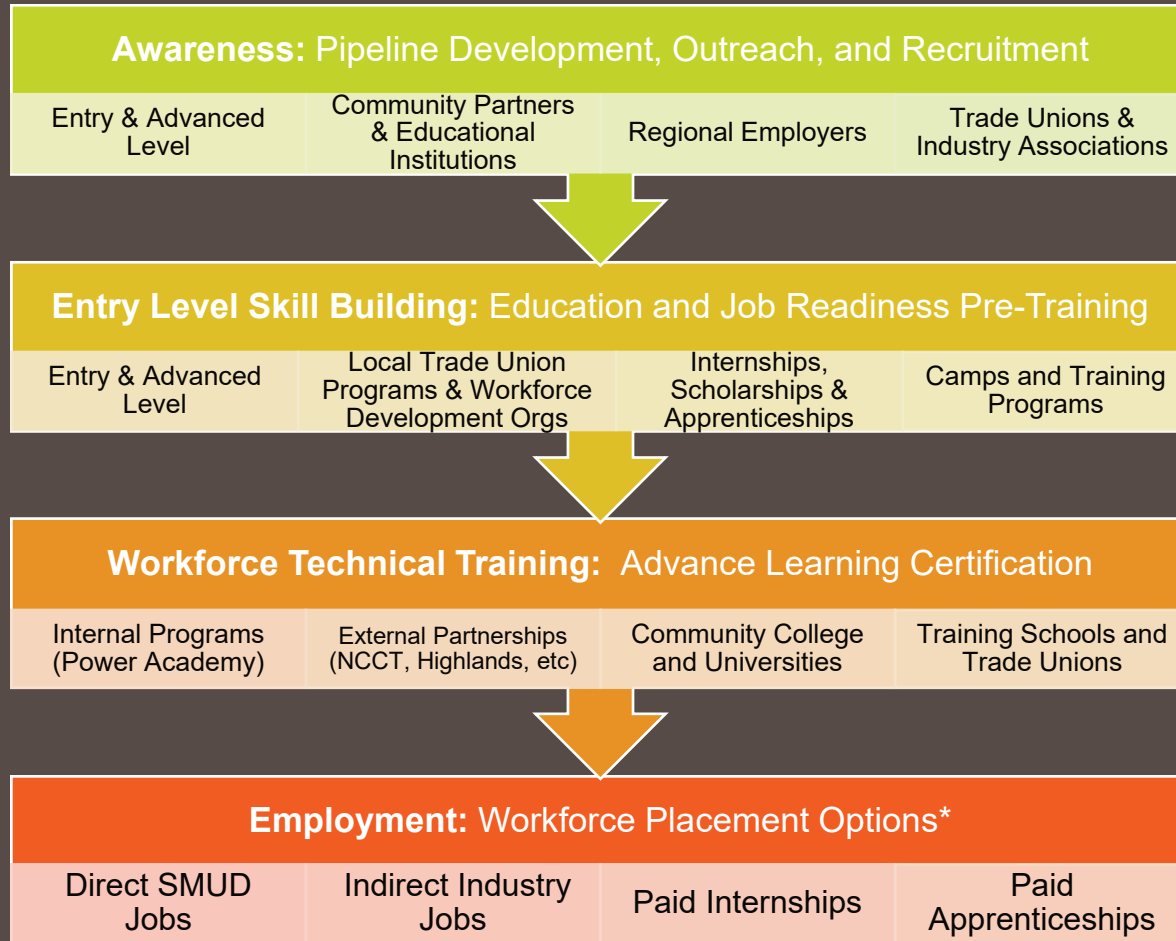 Awareness: Pipeline Development, Outreach, and Recruitment
Entry & Advanced
Level
Community Partners
& Educational
Institutions
Regional Employers
Trade Unions &
Industry Associations
Entry Level Skill Building: Education and Job Readiness Pre-Training
Entry & Advanced
Level
Local Trade Union
Programs & Workforce
Development Orgs
Internships,
Scholarships &
Apprenticeships
Camps and Training
Programs
Workforce Technical Training: Advance Learning Certification
Internal Programs
(Power Academy)
External Partnerships
(NCCT, Highlands, etc)
Community College
and Universities
Training Schools and
Trade Unions
Employment: Workforce Placement Options*
Direct SMUD
Jobs
Indirect Industry
Jobs
Paid Internships
Paid
Apprenticeships